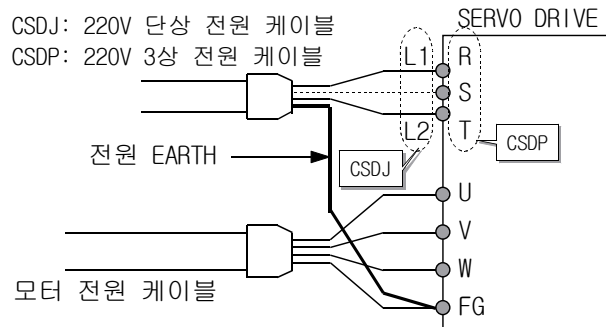 CSDJ: 220V 단상 전원 케이블
SERVO DRIVE
CSDP: 220V 3상 전원 케이블
L1 R
S
L2 T
CSDP
전원 EARTH
CSDJ
U
V
W
모터 전원 케이블
FG